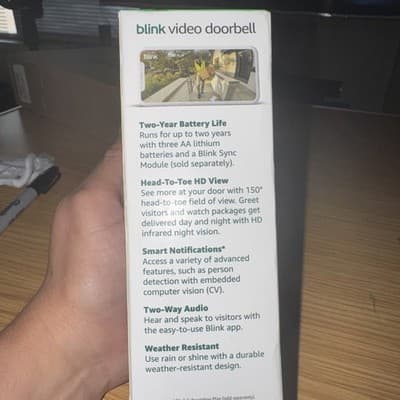 blink video doorbell
blink
Two-Year Battery Life
Runs for up to two years
with three AA lithium
batteries and a Blink Sync
Module (sold separately).
Head-To-Toe HD View
See more at your door with 150°
head-to-toe field of view. Greet
visitors and watch packages get
delivered day and night with HD
infrared night vision.
Smart Notifications*
Access a variety of advanced
features, such as person
detection with embedded
computer vision (CV).
Two-Way Audio
Hear and speak to visitors with
the easy-to-use Blink app.
Weather Resistant
Use rain or shine with a durable
weather-resistant design.
(sold separately).